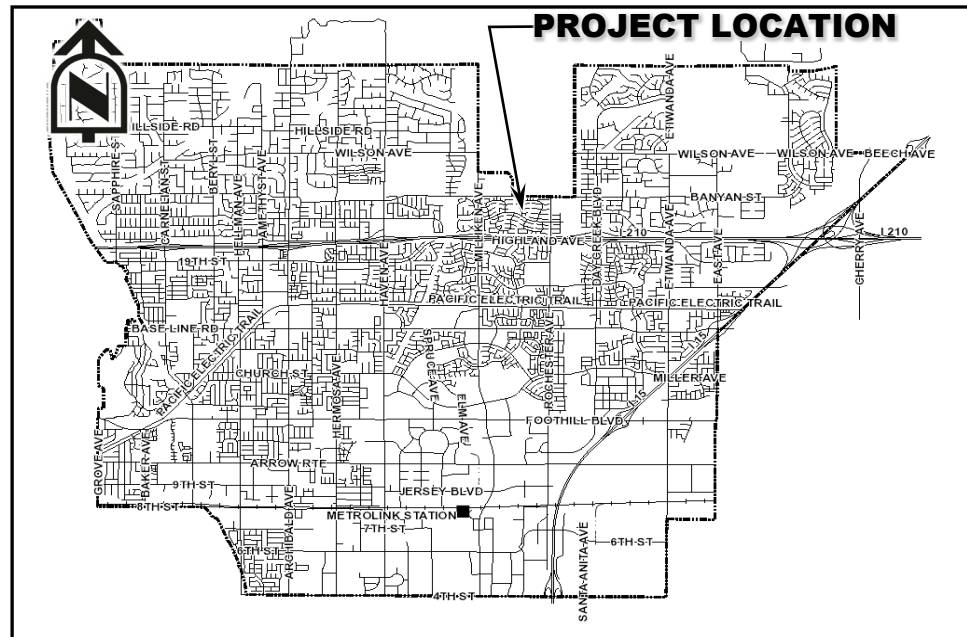 PROJECT LOCATION
N
HILLSIDE RD
HILLSIDE RD
WILSON AVE
WILSON AVE
WILSON AVE
BEECH AVE
ETIWANDA AVE
SAPPHIRE ST
CARNELIAN ST
BERYL ST
HELLMAN AVE
AMETHYST AVE
BANYAN ST
MILLIKEN AVE
DAY CREEK BLVD
HIGHLAND AVE
I-210
I 210
19TH ST
HAVEN AVE
ETIWANDA AVE
EAST AVE
CHERRY AVE
PACIFIC ELECTRIC TRAIL
PACIFIC ELECTRIC TRAIL
BASE LINE RD
PACIFIC ELECTRIC TRAIL
SPRUCE AVE
ROCHESTER AVE
I 15
CHURCH ST
HERMOSA AVE
ELM AVE
MILLER AVE
I-15
FOOTHILL BLVD
GROVE AVE
BAKER AVE
ARROW RTE
9TH ST
JERSEY BLVD
8TH ST
METROLINK STATION
7TH ST
ARCHIBALD AVE
6TH ST
6TH ST
SANTA ANITA AVE
4TH ST